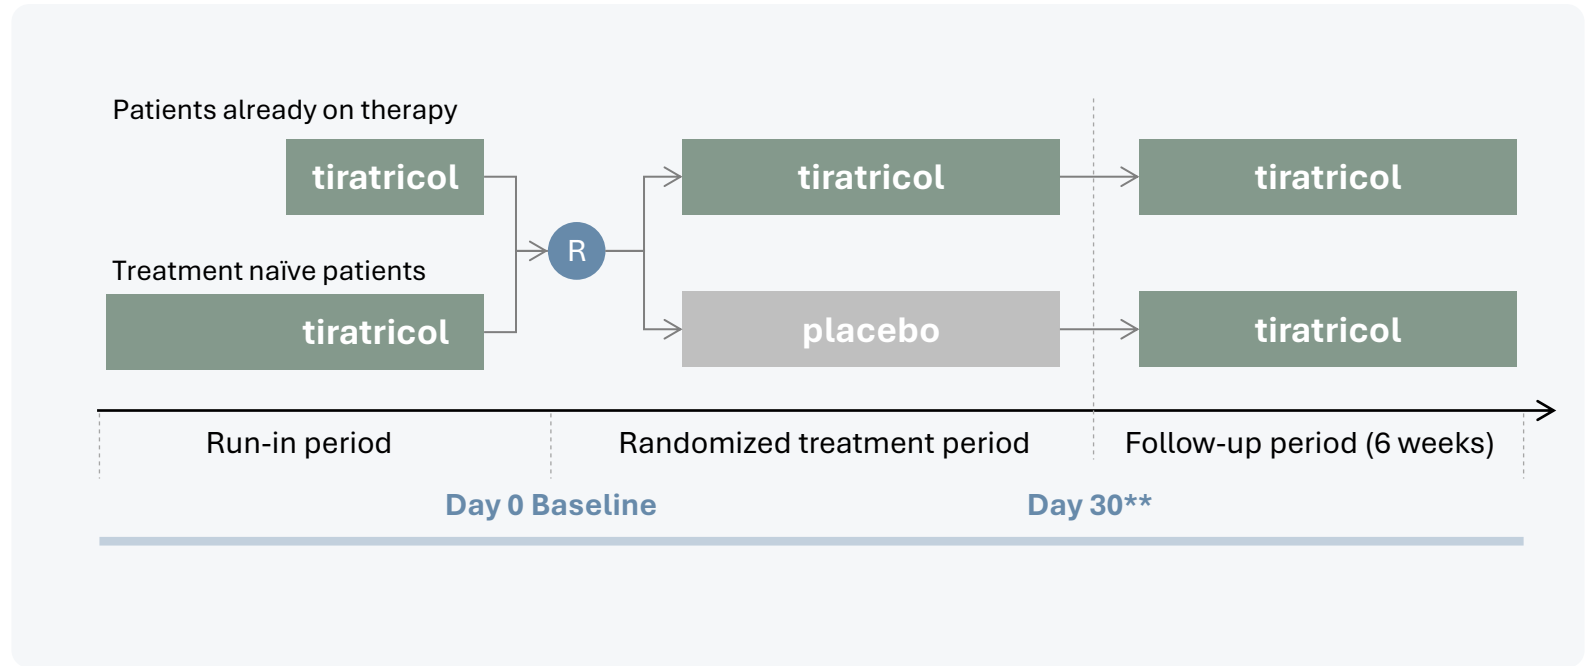 Patients already on therapy
tiratricol
tiratricol
tiratricol
R
Treatment naïve patients
tiratricol
placebo
tiratricol
Run-in period
Randomized treatment period
Follow-up period (6 weeks)
Day 0 Baseline
Day 30**